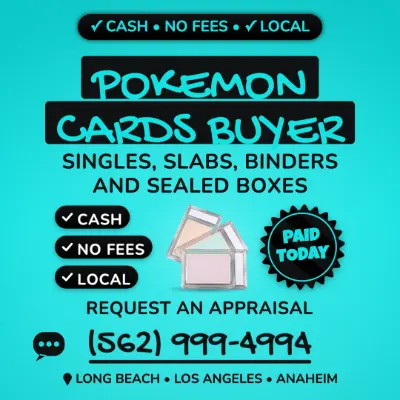 ✓ CASH • NO FEES • ✓ LOCAL
POKEMON
CARDS BUYER
SINGLES, SLABS, BINDERS
AND SEALED BOXES
✓ CASH
✓ NO FEES
✓ LOCAL
PAID
TODAY
REQUEST AN APPRAISAL
(562) 999-4994
LONG BEACH • LOS ANGELES • ANAHEIM